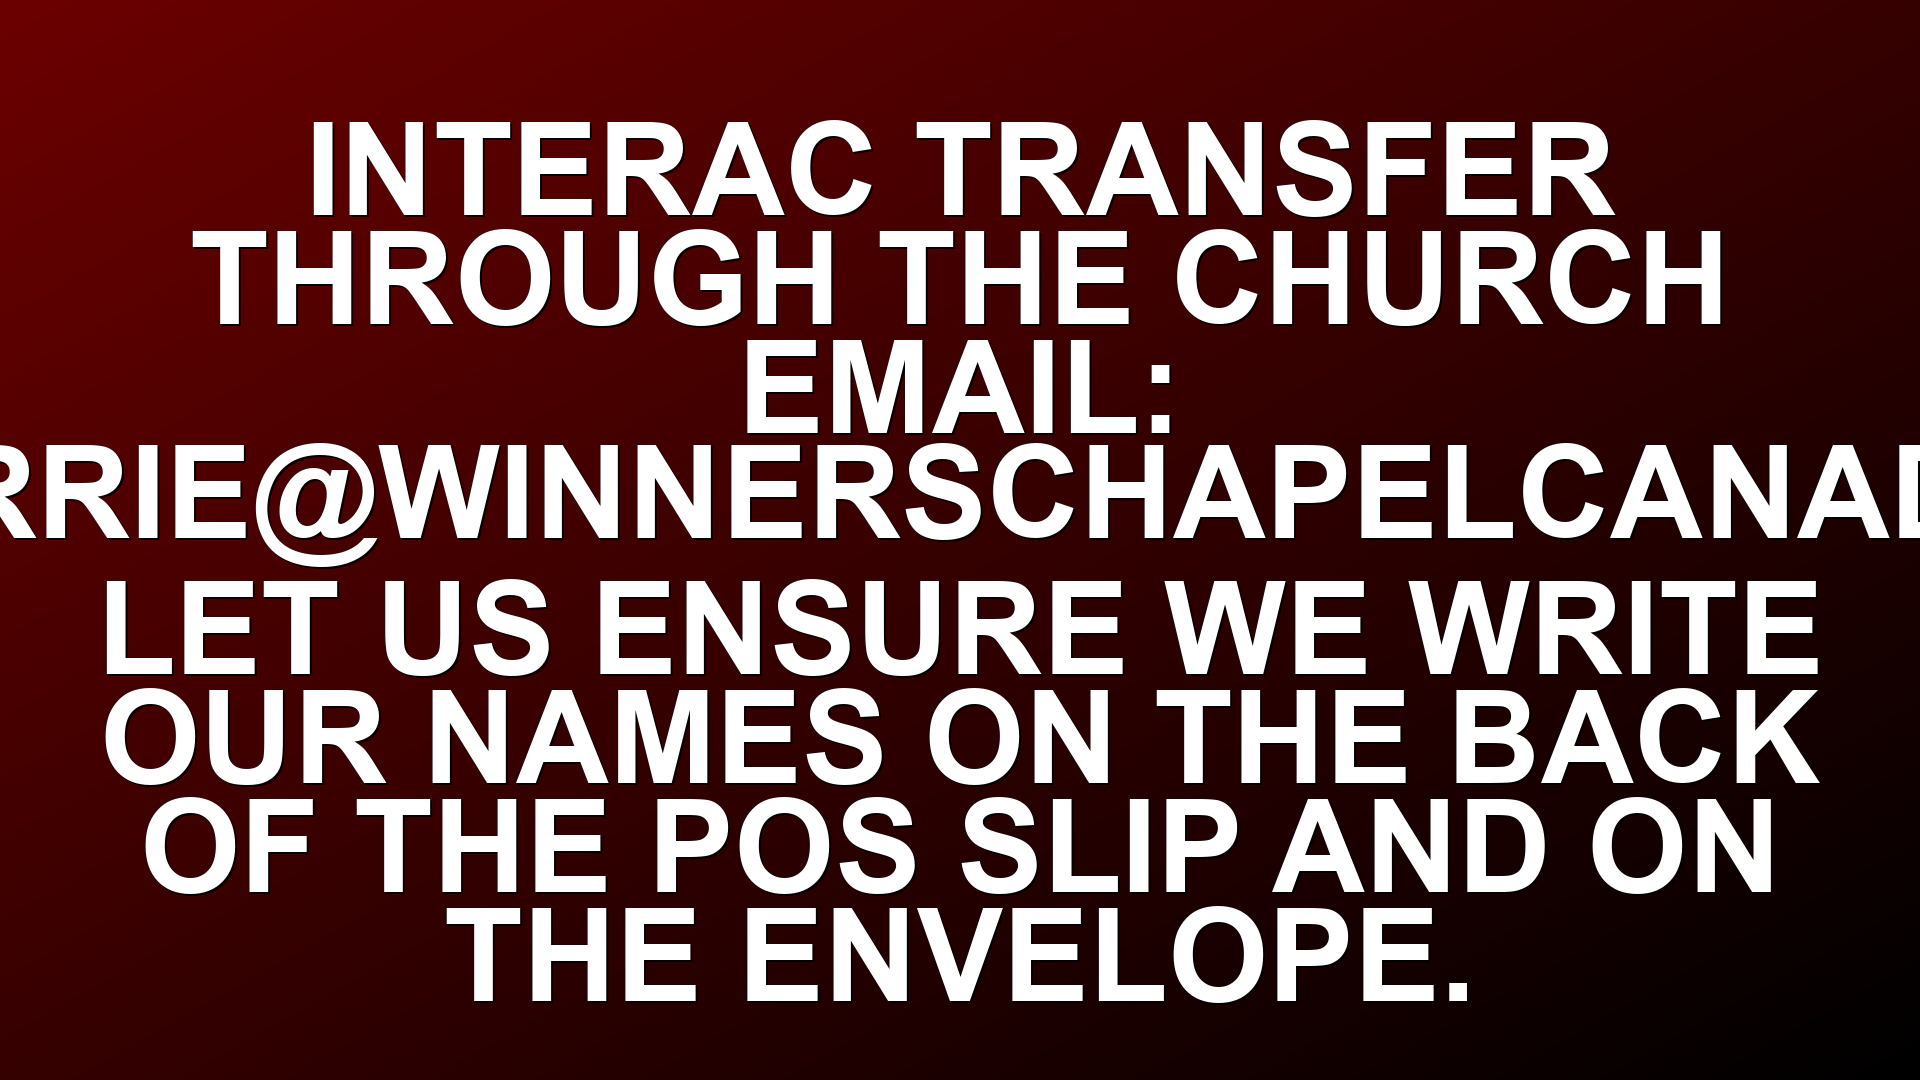 INTERAC TRANSFER
THROUGH THE CHURCH
EMAIL:
RRIE@WINNERSCHAPELCANAD
LET US ENSURE WE WRITE
OUR NAMES ON THE BACK
OF THE POS SLIP AND ON
THE ENVELOPE.